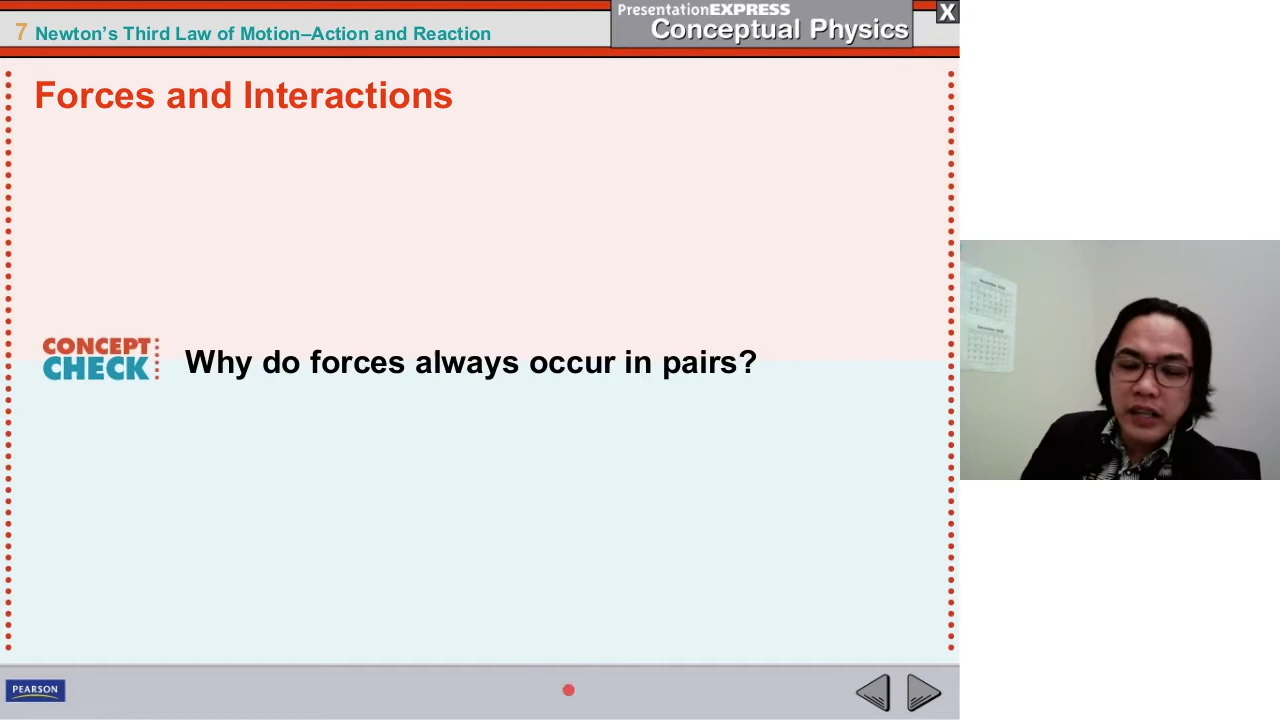 7 Newton’s Third Law of Motion–Action and Reaction
PresentationEXPRESS
Conceptual Physics
X
Forces and Interactions
CONCEPT
CHECK
Why do forces always occur in pairs?
PEARSON